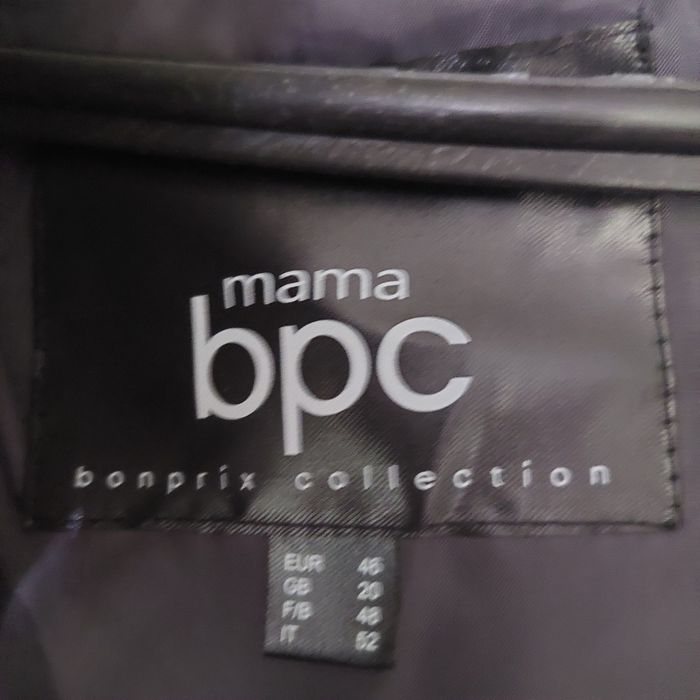 mama
bpc
bonprix collection
EUR 46
GB 20
F/B 48
IT 52